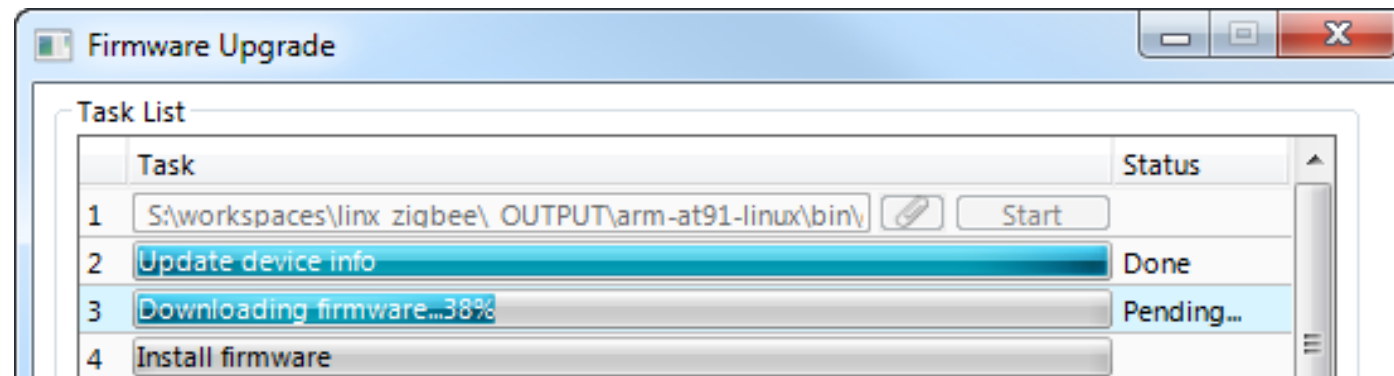 Firmware Upgrade
Task List
Task Status
1 S:\workspaces\linx_zigbee\_OUTPUT\arm-at91-linux\bin\ Start
2 Update device info Done
3 Downloading firmware...38% Pending...
4 Install firmware